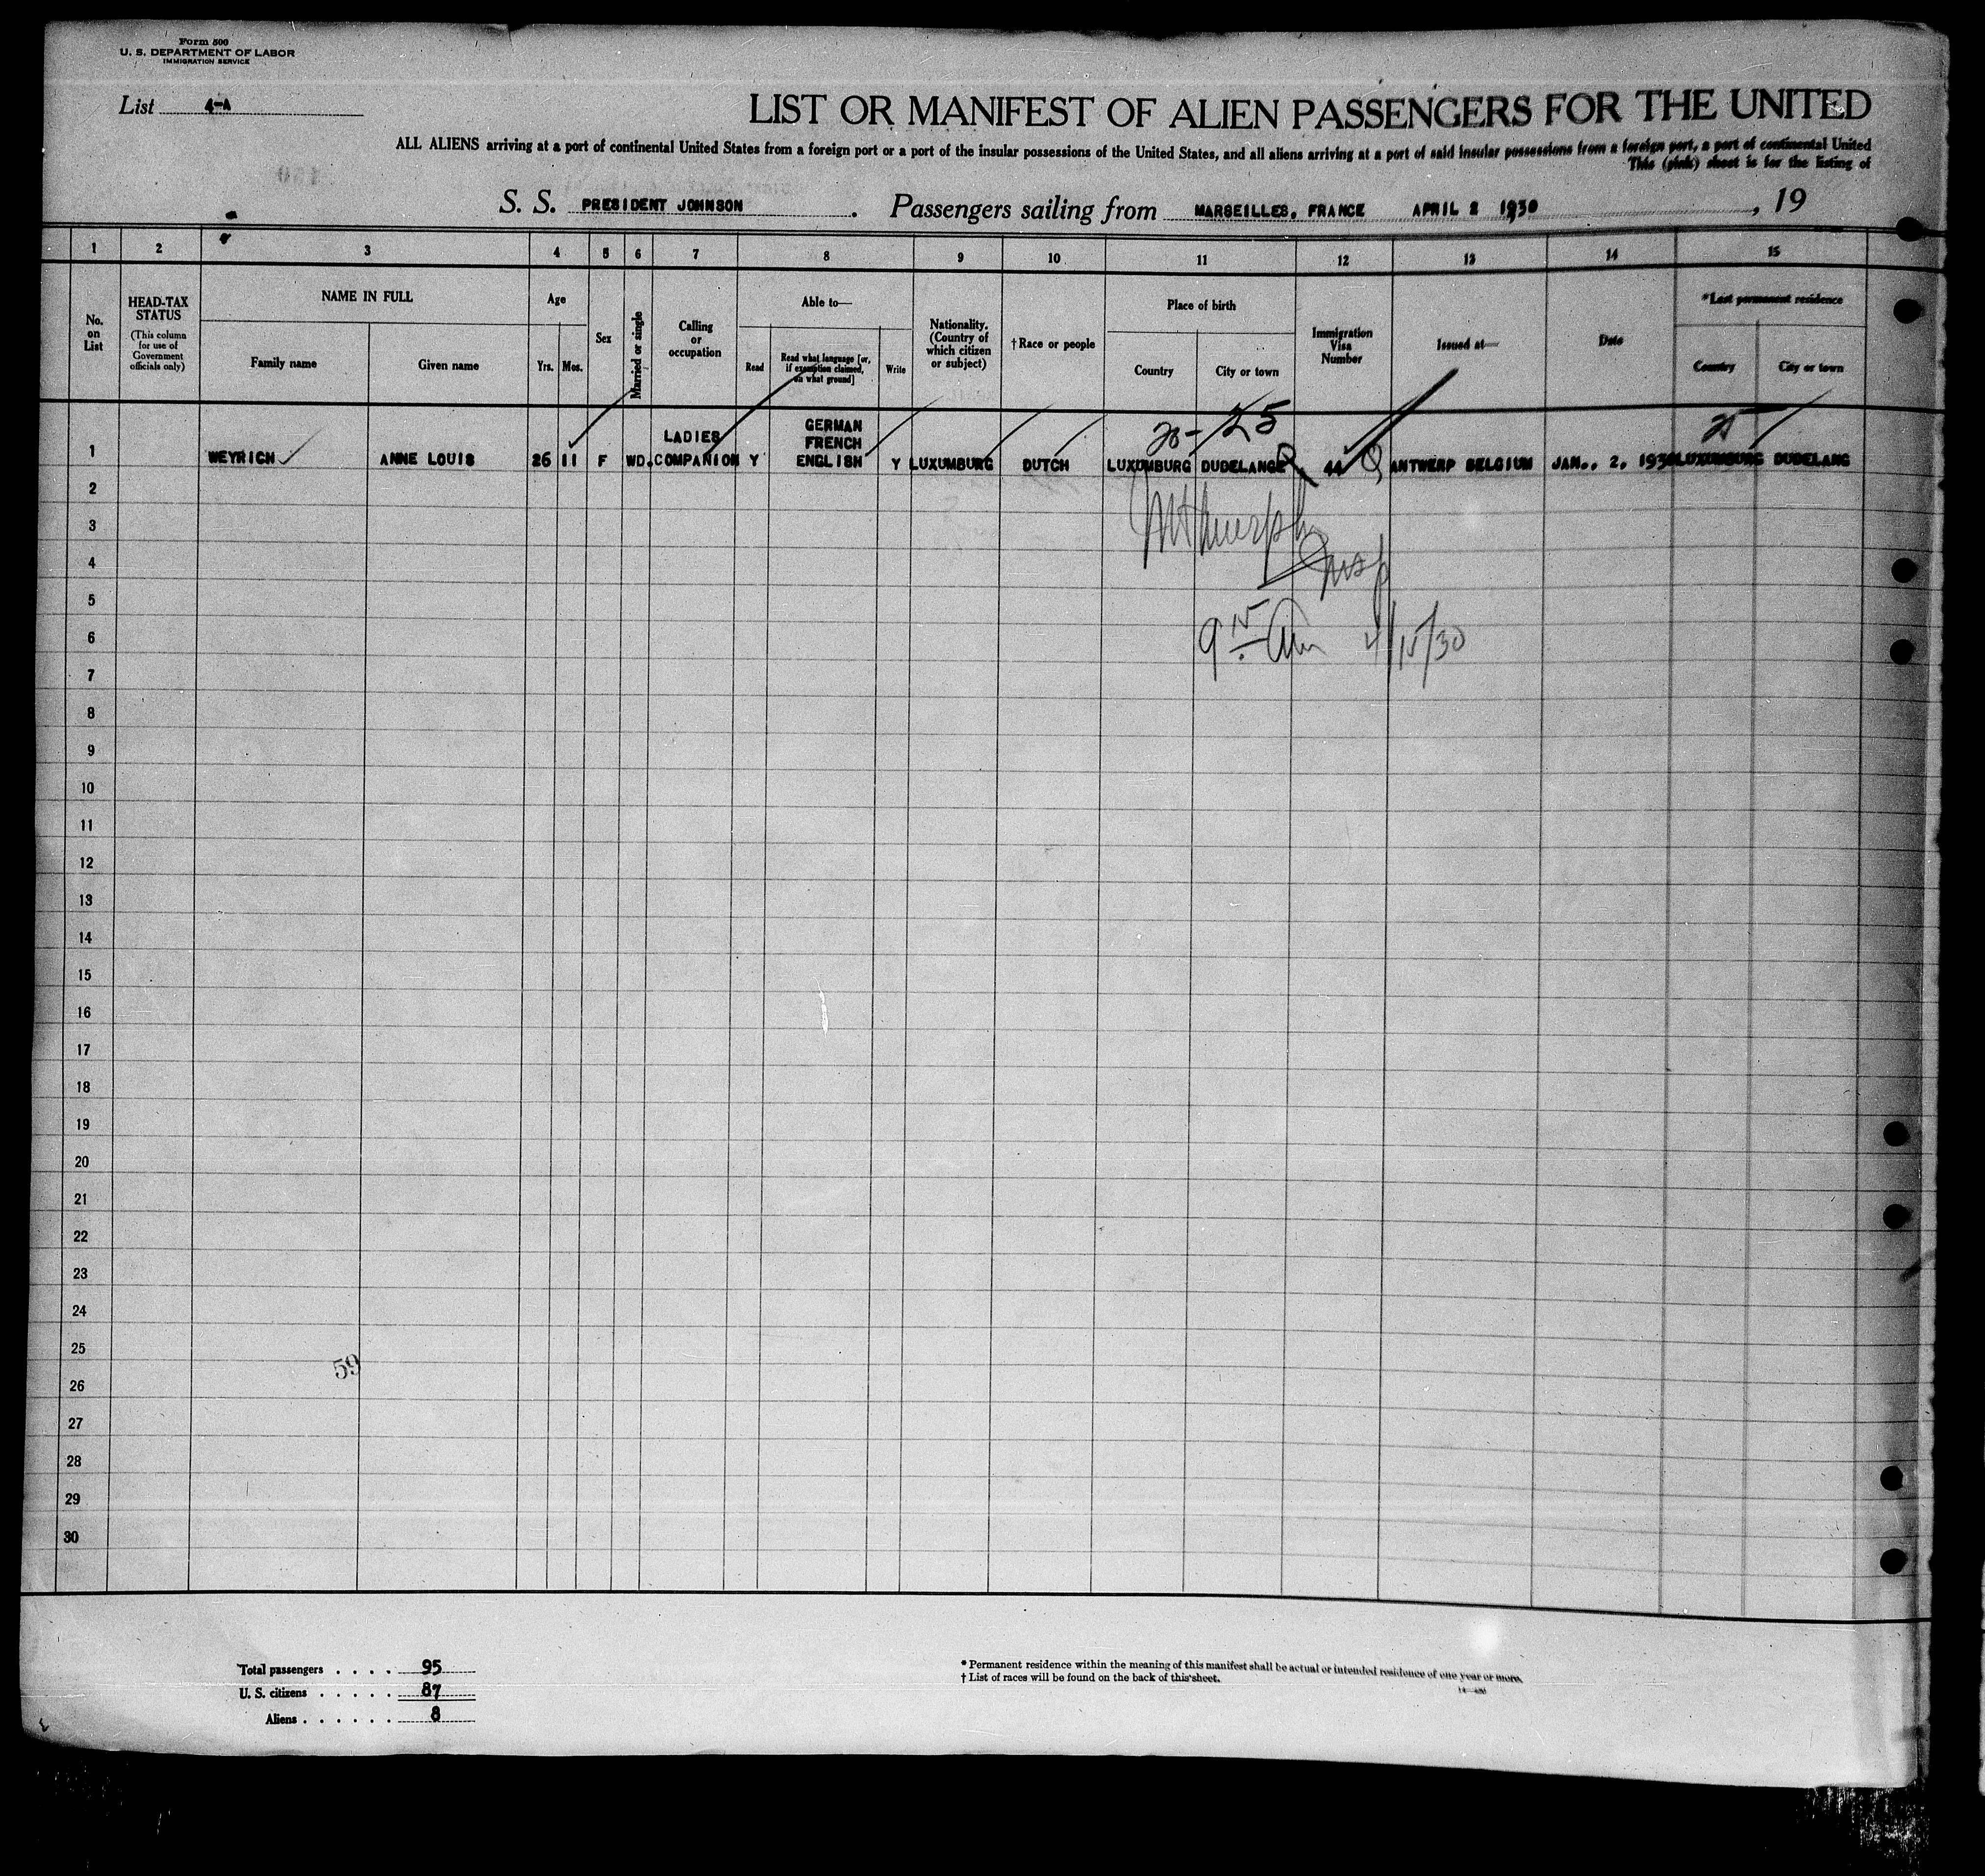 Form 500
U. S. DEPARTMENT OF LABOR
IMMIGRATION SERVICE
List 4-A
LIST OR MANIFEST OF ALIEN PASSENGERS FOR THE UNITED
ALL ALIENS arriving at a port of continental United States from a foreign port or a port of the insular possessions of the United States, and all aliens arriving at a port of said insular possessions from a foreign port, a port of continental United
This (pink) sheet is for the listing of
S. S. PRESIDENT JOHNSON. Passengers sailing from MARSEILLES, FRANCE APRIL 2 1930, 19
1 2 3 4 5 6 7 8 9 10 11 12 13 14 15
No. on List
HEAD-TAX STATUS
(This column for use of Government officials only)
NAME IN FULL
Family name Given name
Age
Yrs. Mos.
Sex
Married or single
Calling or occupation
Able to—
Read
Read what language [or, if exemption claimed, on what ground]
Write
Nationality. (Country of which citizen or subject)
†Race or people
Place of birth
Country City or town
Immigration Visa Number
Issued at—
Date
*Last permanent residence
Country City or town
1 WEYRICH ANNE LOUIS 26 11 F WD. LADIES COMPANION Y GERMAN FRENCH ENGLISH Y LUXUMBURG DUTCH LUXUMBURG DUDELANGE 44 ANTWERP BELGIUM JAN., 2, 1930 LUXUMBURG DUDELANG
25
2
3
4
Insp
5
6
9 15 am 4/15/30
7
8
9
10
11
12
13
14
15
16
17
18
19
20
21
22
23
24
25
59
26
27
28
29
30
Total passengers . . . . 95
U. S. citizens . . . . . 87
Aliens . . . . . . 8
* Permanent residence within the meaning of this manifest shall be actual or intended residence of one year or more.
† List of races will be found on the back of this sheet.